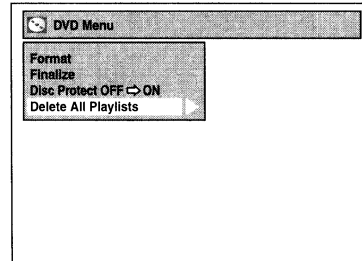 DVD Menu
Format
Finalize
Disc Protect OFF ⇨ ON
Delete All Playlists